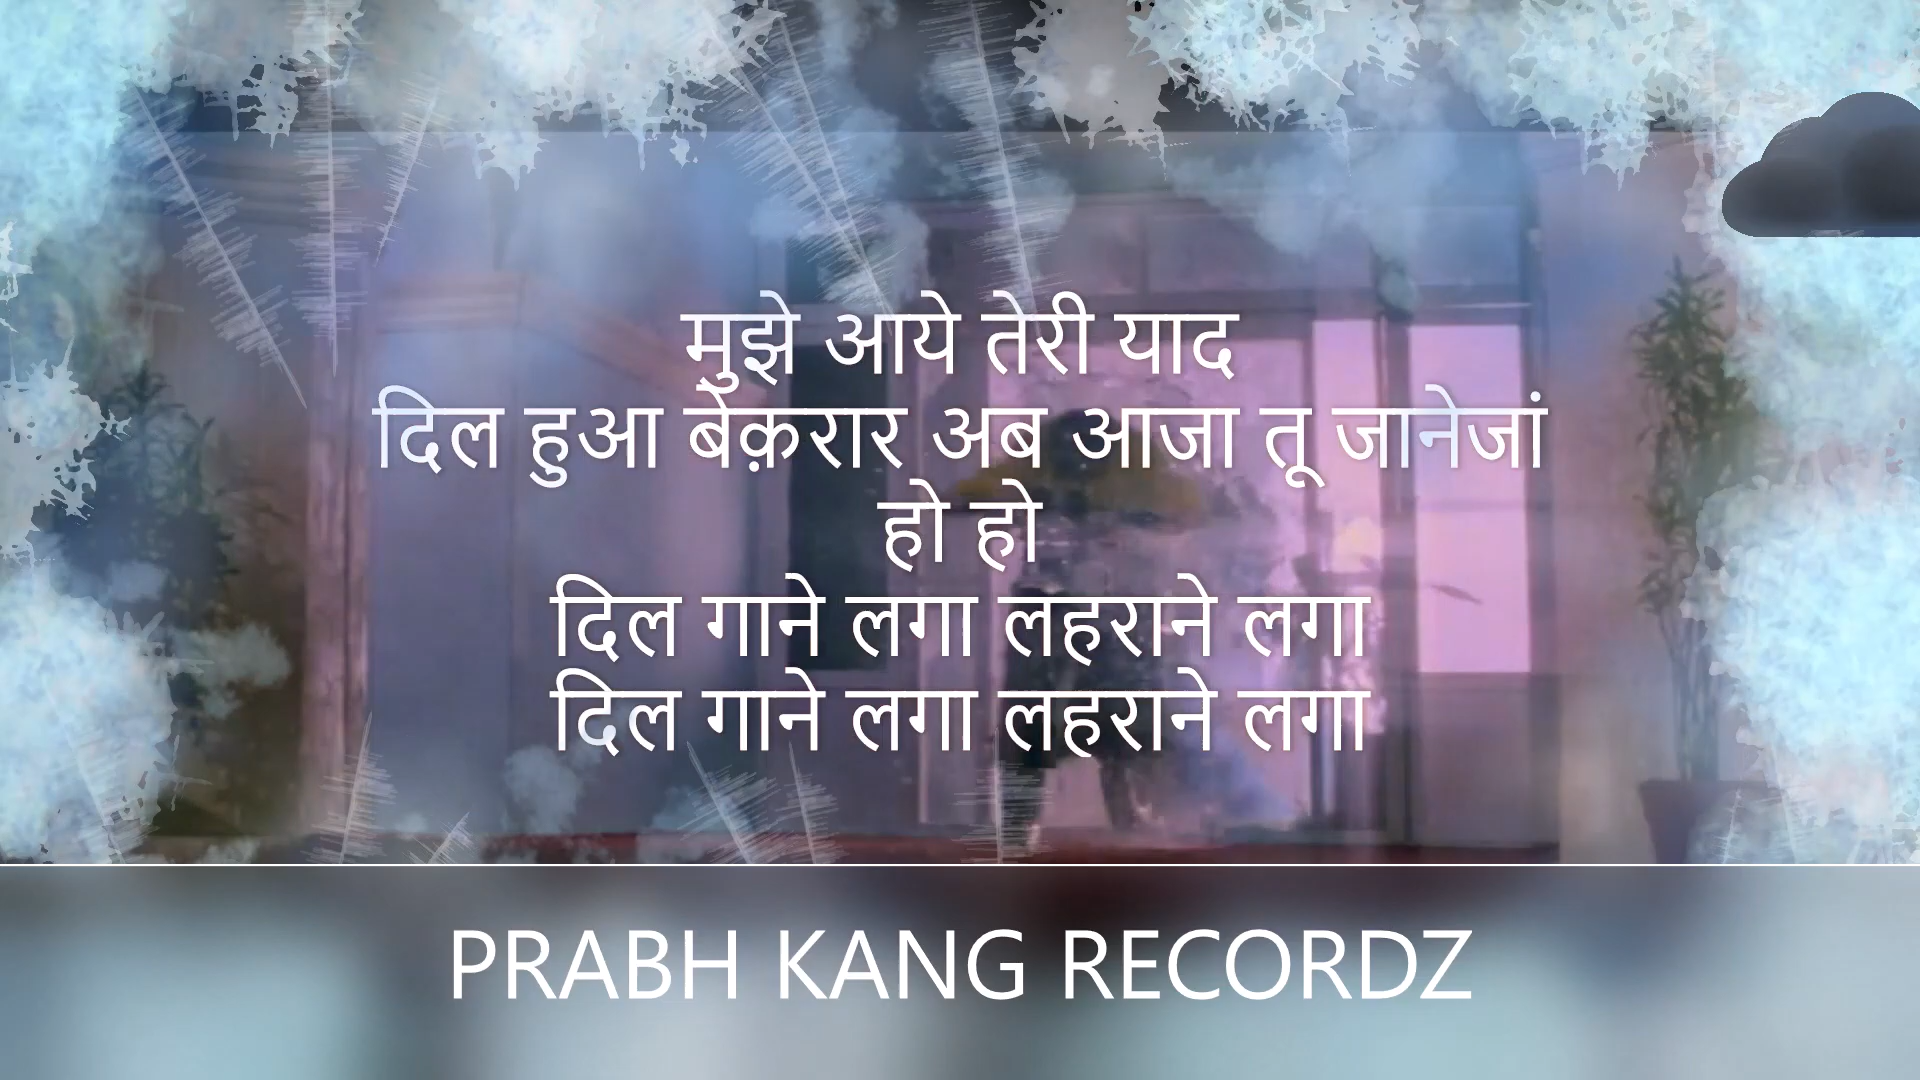 मुझे आये तेरी याद
दिल हुआ बेक़रार अब आजा तू जानेजां
हो हो
दिल गाने लगा लहराने लगा
दिल गाने लगा लहराने लगा
PRABH KANG RECORDZ